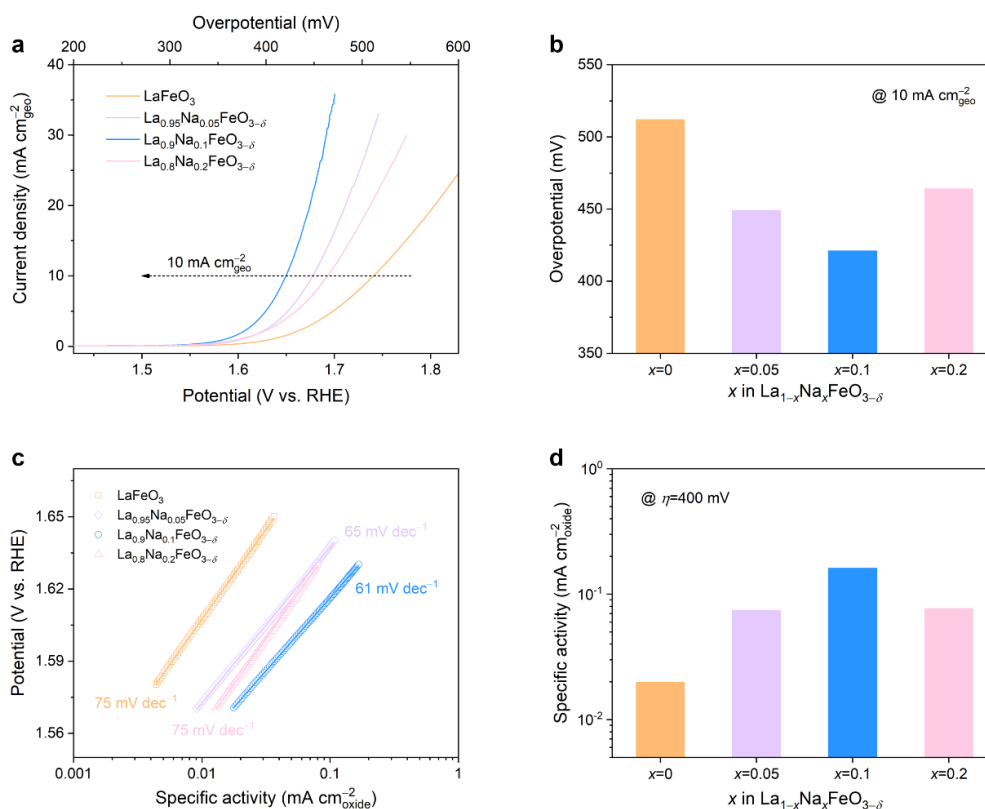 a
Overpotential (mV)
200 300 400 500 600
40
30
20
10
0
Current density (mA cm⁻²geo)
LaFeO₃
La₀.₉₅Na₀.₀₅FeO₃₋δ
La₀.₉Na₀.₁FeO₃₋δ
La₀.₈Na₀.₂FeO₃₋δ
10 mA cm⁻²geo
1.5 1.6 1.7 1.8
Potential (V vs. RHE)
b
550
500
450
400
350
Overpotential (mV)
@ 10 mA cm⁻²geo
x=0 x=0.05 x=0.1 x=0.2
x in La₁₋ₓNaₓFeO₃₋δ
c
1.65
1.62
1.59
1.56
Potential (V vs. RHE)
LaFeO₃
La₀.₉₅Na₀.₀₅FeO₃₋δ
La₀.₉Na₀.₁FeO₃₋δ
La₀.₈Na₀.₂FeO₃₋δ
65 mV dec⁻¹
61 mV dec⁻¹
75 mV dec⁻¹
75 mV dec⁻¹
0.001 0.01 0.1 1
Specific activity (mA cm⁻²oxide)
d
10⁰
10⁻¹
10⁻²
Specific activity (mA cm⁻²oxide)
@ η=400 mV
x=0 x=0.05 x=0.1 x=0.2
x in La₁₋ₓNaₓFeO₃₋δ